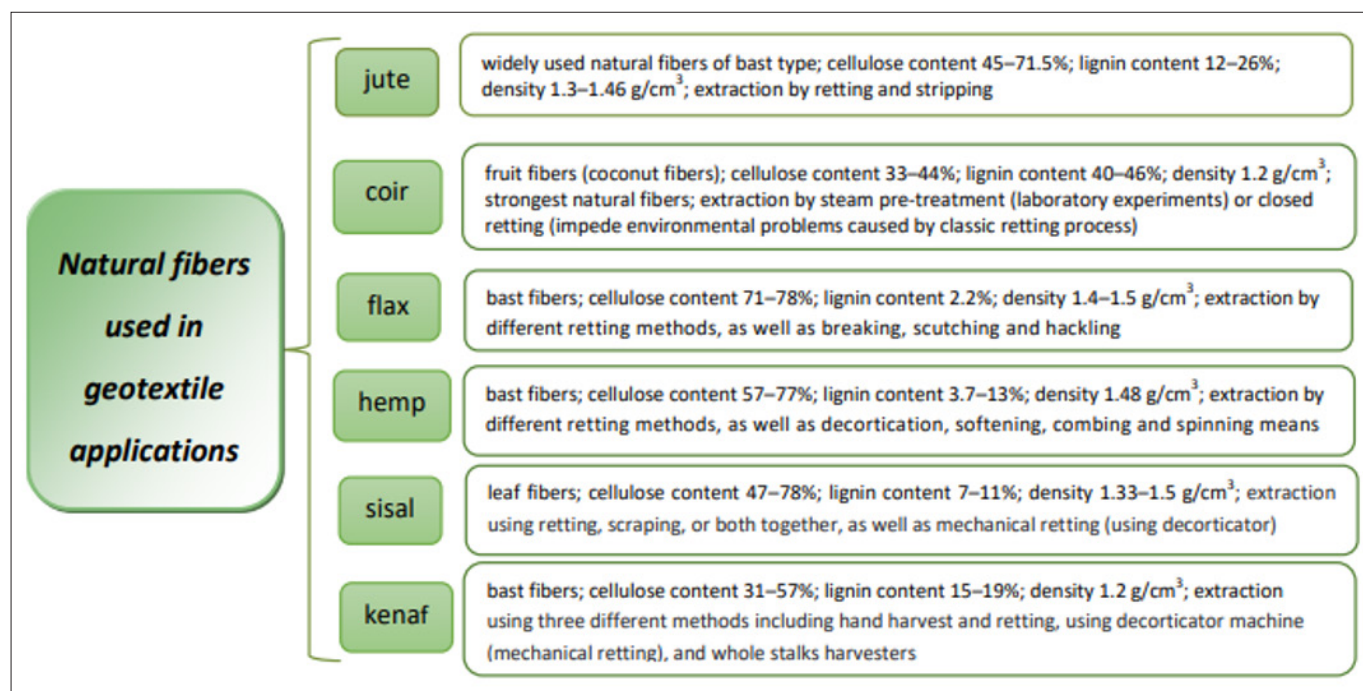 Natural fibers
used in
geotextile
applications
jute
widely used natural fibers of bast type; cellulose content 45–71.5%; lignin content 12–26%;
density 1.3–1.46 g/cm³; extraction by retting and stripping
coir
fruit fibers (coconut fibers); cellulose content 33–44%; lignin content 40–46%; density 1.2 g/cm³;
strongest natural fibers; extraction by steam pre-treatment (laboratory experiments) or closed
retting (impede environmental problems caused by classic retting process)
flax
bast fibers; cellulose content 71–78%; lignin content 2.2%; density 1.4–1.5 g/cm³; extraction by
different retting methods, as well as breaking, scutching and hackling
hemp
bast fibers; cellulose content 57–77%; lignin content 3.7–13%; density 1.48 g/cm³; extraction by
different retting methods, as well as decortication, softening, combing and spinning means
sisal
leaf fibers; cellulose content 47–78%; lignin content 7–11%; density 1.33–1.5 g/cm³; extraction
using retting, scraping, or both together, as well as mechanical retting (using decorticator)
kenaf
bast fibers; cellulose content 31–57%; lignin content 15–19%; density 1.2 g/cm³; extraction
using three different methods including hand harvest and retting, using decorticator machine
(mechanical retting), and whole stalks harvesters